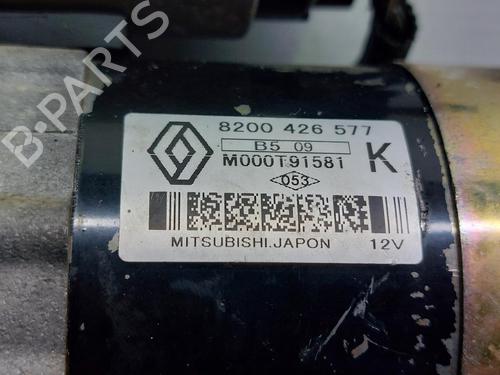 B-PARTS
8200 426 577
B5 09
M000T91581 K
053
MITSUBISHI.JAPON 12V